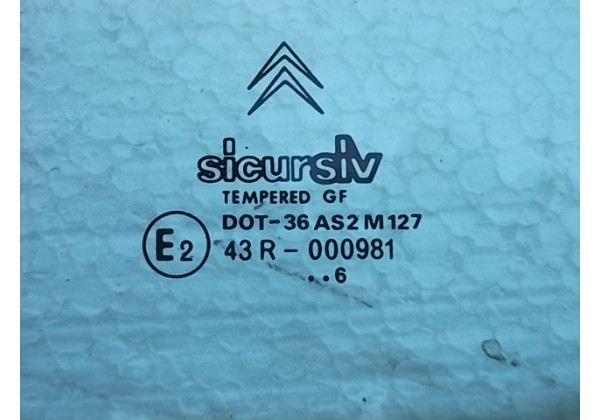 sicursiv
TEMPERED GF
DOT-36 AS2 M127
E2
43 R - 000981
..6